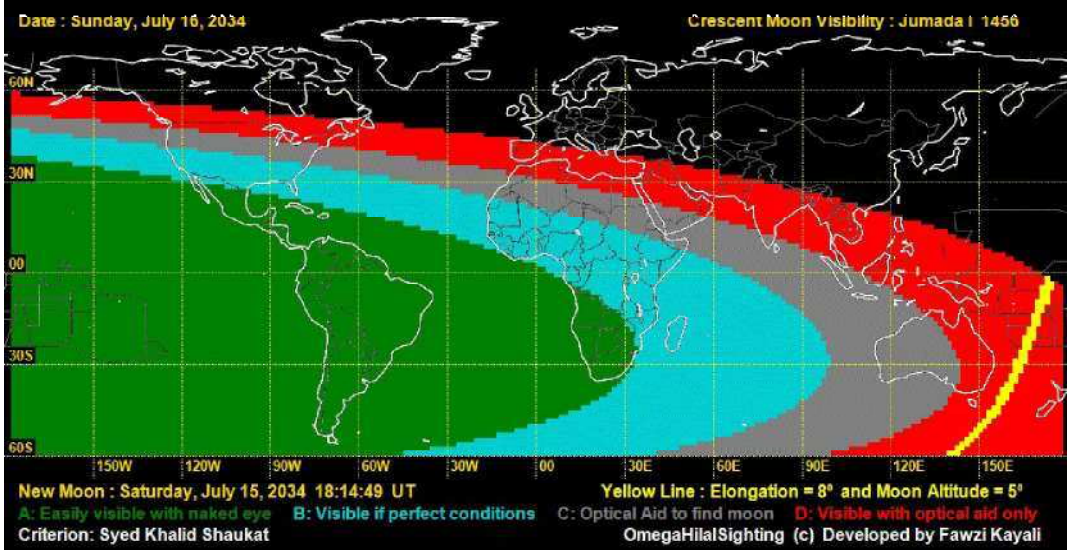 Date : Sunday, July 16, 2034
Crescent Moon Visibility : Jumada I 1456
60N
30N
00
30S
60S
150W 120W 90W 60W 30W 00 30E 60E 90E 120E 150E
New Moon : Saturday, July 15, 2034 18:14:49 UT
Yellow Line : Elongation = 8º and Moon Altitude = 5º
A: Easily visible with naked eye B: Visible if perfect conditions C: Optical Aid to find moon D: Visible with optical aid only
Criterion: Syed Khalid Shaukat
OmegaHilalSighting (c) Developed by Fawzi Kayali